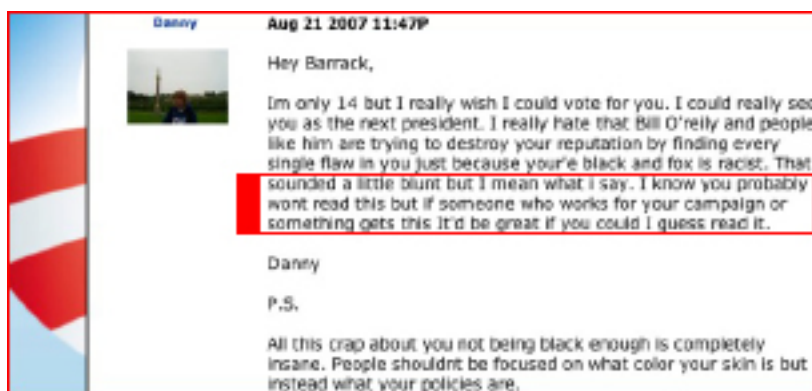 Danny
Aug 21 2007 11:47P
Hey Barrack,
Im only 14 but I really wish I could vote for you. I could really see
you as the next president. I really hate that Bill O'reily and people
like him are trying to destroy your reputation by finding every
single flaw in you just because your'e black and fox is racist. That
sounded a little blunt but I mean what i say. I know you probably
wont read this but if someone who works for your campaign or
something gets this It'd be great if you could I guess read it.
Danny
P.S.
All this crap about you not being black enough is completely
insane. People shouldnt be focused on what color your skin is but
instead what your policies are.